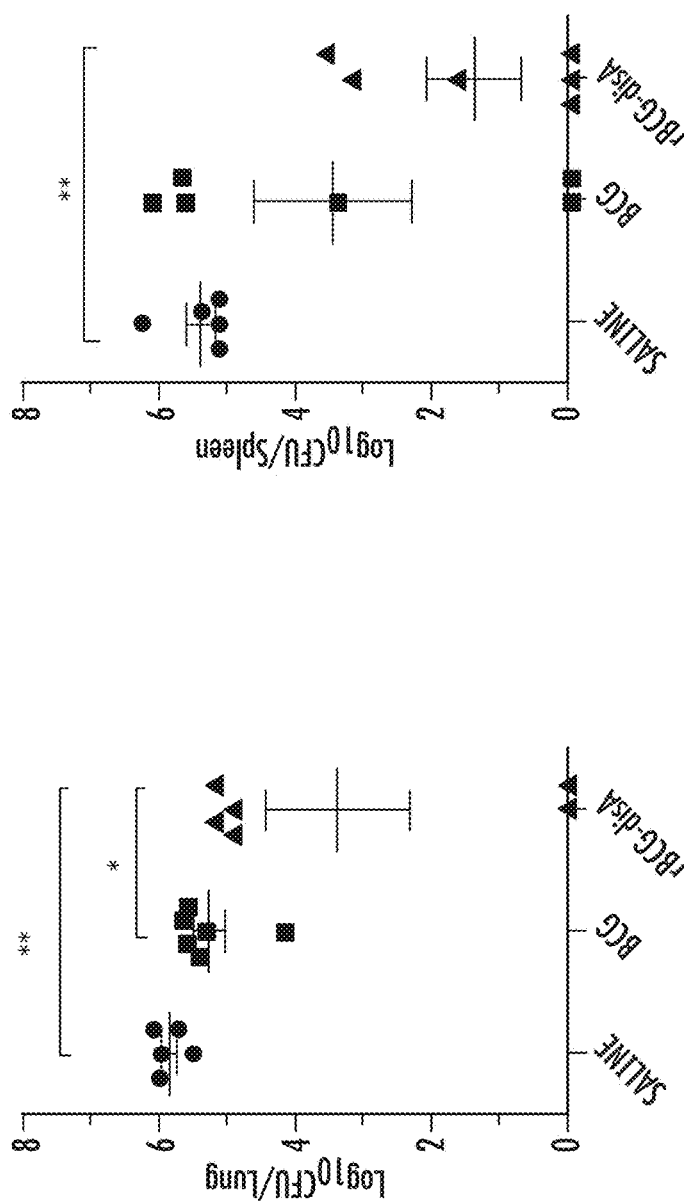 Log10CFU/Lung
8
6
4
2
0
SALINE
BCG
rBCG-disA
**
*
Log10CFU/Spleen
8
6
4
2
0
SALINE
BCG
rBCG-disA
**